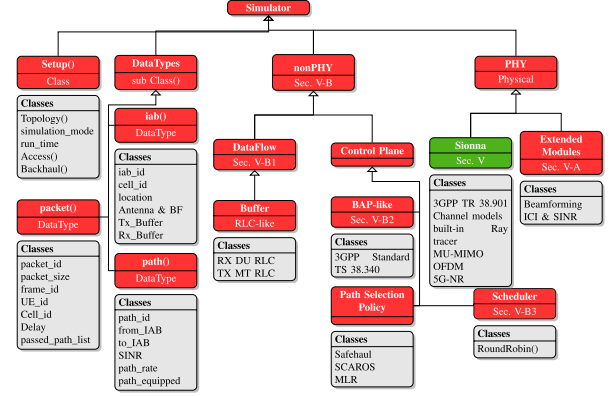 Simulator
Setup()
Class
Classes
Topology()
simulation_mode
run_time
Access()
Backhaul()
DataTypes
sub Class()
iab()
DataType
Classes
iab_id
cell_id
location
Antenna & BF
Tx_Buffer
Rx_Buffer
packet()
DataType
Classes
packet_id
packet_size
frame_id
UE_id
Cell_id
Delay
passed_path_list
path()
DataType
Classes
path_id
from_IAB
to_IAB
SINR
path_rate
path_equipped
nonPHY
Sec. V-B
DataFlow
Sec. V-B1
Buffer
RLC-like
Classes
RX DU RLC
TX MT RLC
Control Plane
BAP-like
Sec. V-B2
Classes
3GPP Standard
TS 38.340
Path Selection
Policy
Classes
Safehaul
SCAROS
MLR
Scheduler
Sec. V-B3
Classes
RoundRobin()
PHY
Physical
Sionna
Sec. V
Classes
3GPP TR 38.901
Channel models
built-in Ray
tracer
MU-MIMO
OFDM
5G-NR
Extended
Modules
Sec. V-A
Classes
Beamforming
ICI & SINR